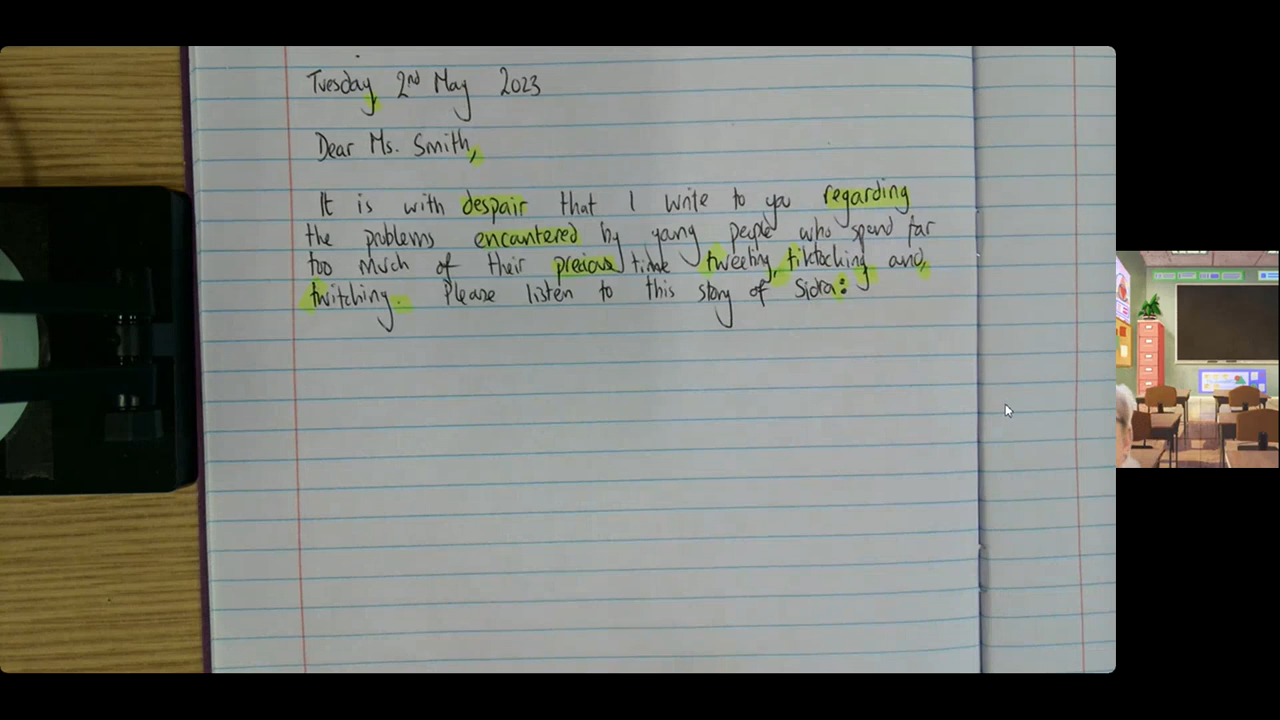 Tuesday, 2nd May 2023
Dear Ms. Smith,
It is with despair that I write to you regarding
the problems encantered by young people who spend far
too much of their precious time tweeting, tiktocking and,
twitching. Please listen to this story of Sidra: